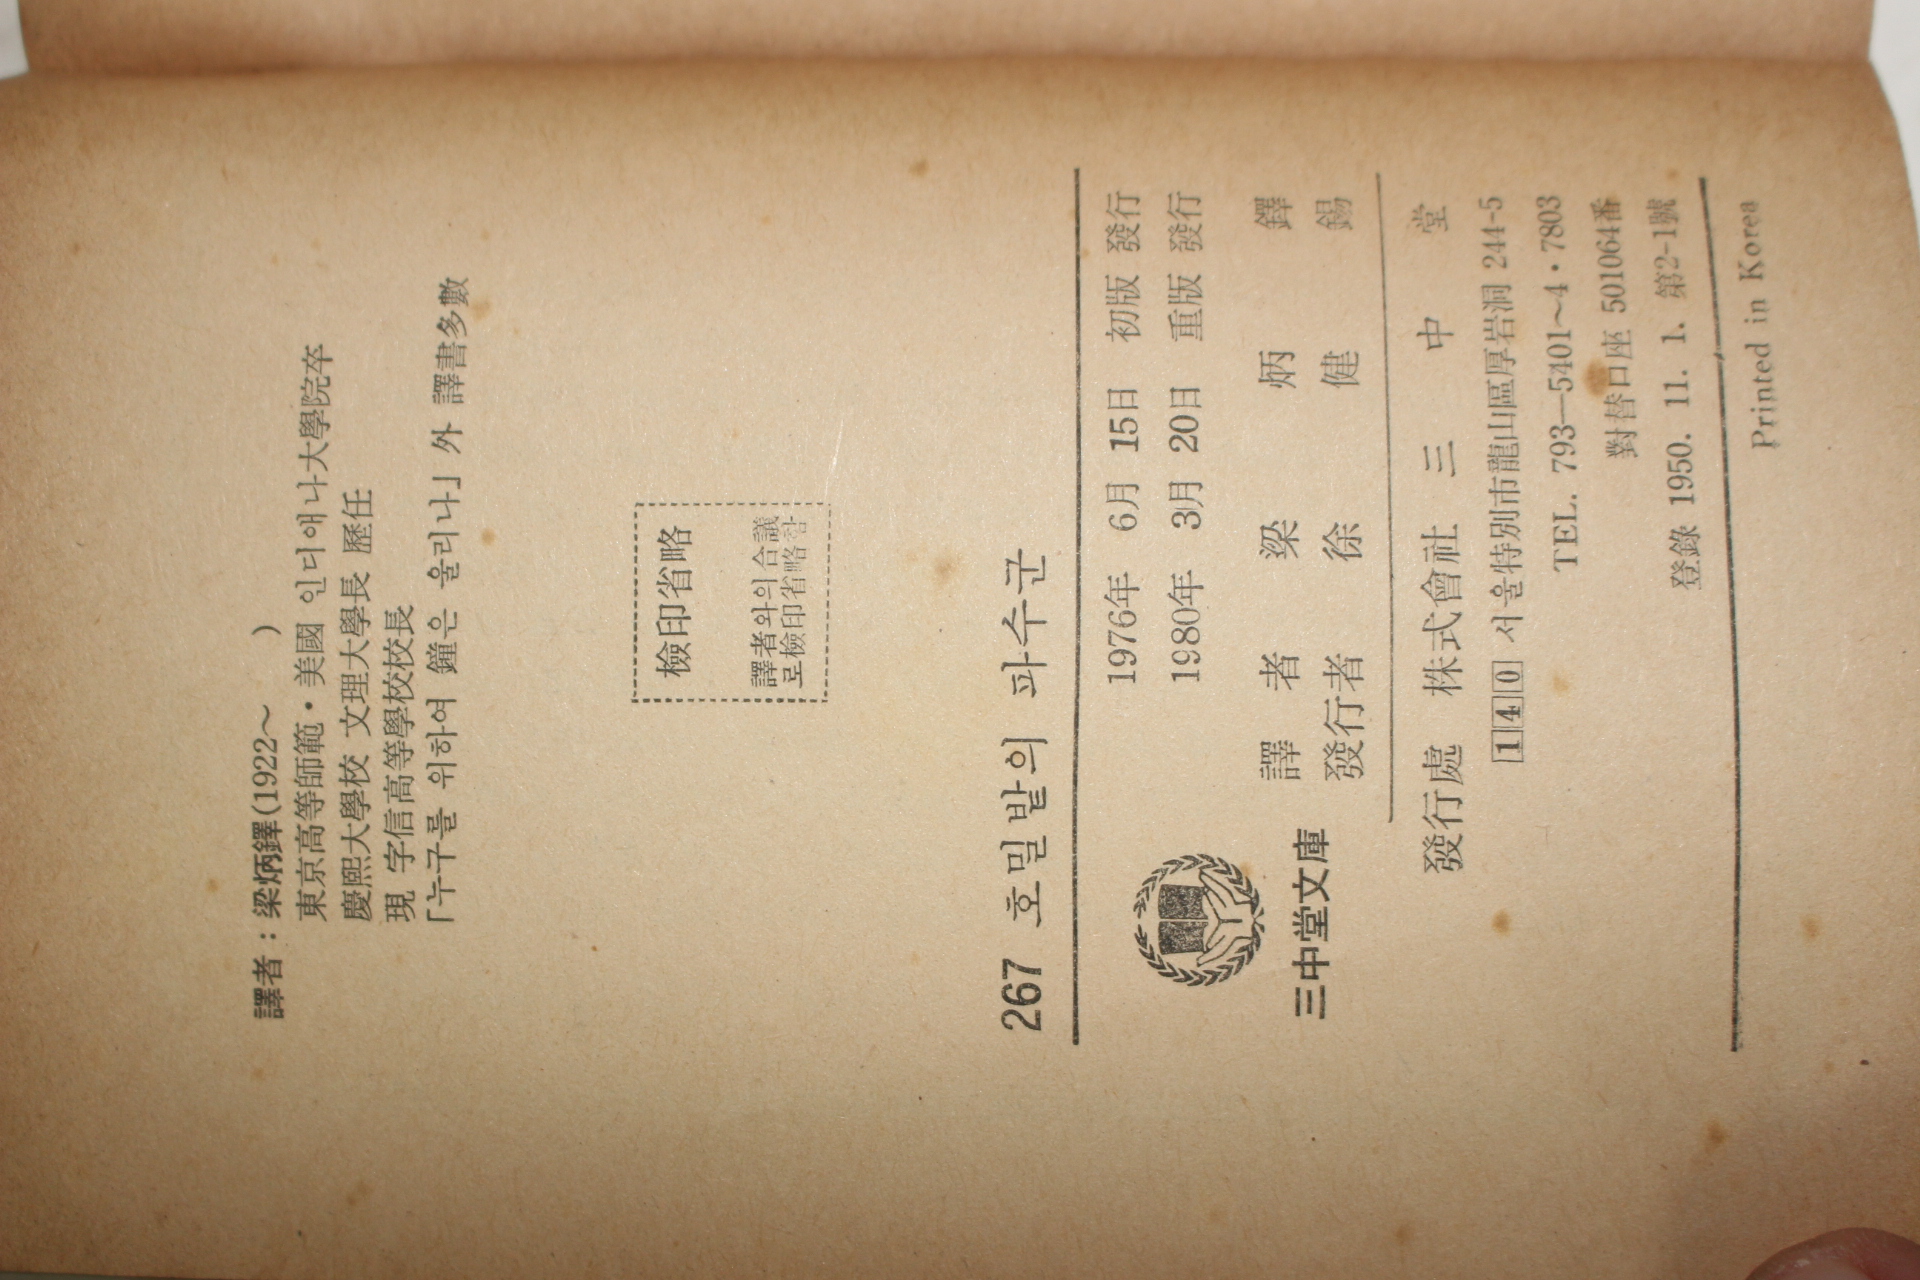 譯者 : 梁炳鐸(1922～ )
東京高等師範・美國 인디애나大學院卒
慶熙大學校 文理大學長 歷任
現 字信高等學校校長
「누구를 위하여 鐘은 울리나」外 譯書多數
檢印省略
譯者와의合議
로檢印省略함
267 호밀밭의 파수군
1976年 6月 15日 初版 發行
1980年 3月 20日 重版 發行
譯者 梁炳鐸
發行者 徐健錫
三中堂文庫
發行處 株式會社 三中堂
140 서울特別市龍山區厚岩洞 244-5
TEL. 793—5401～4・7803
對替口座 501064番
登錄 1950. 11. 1. 第2-1號
Printed in Korea